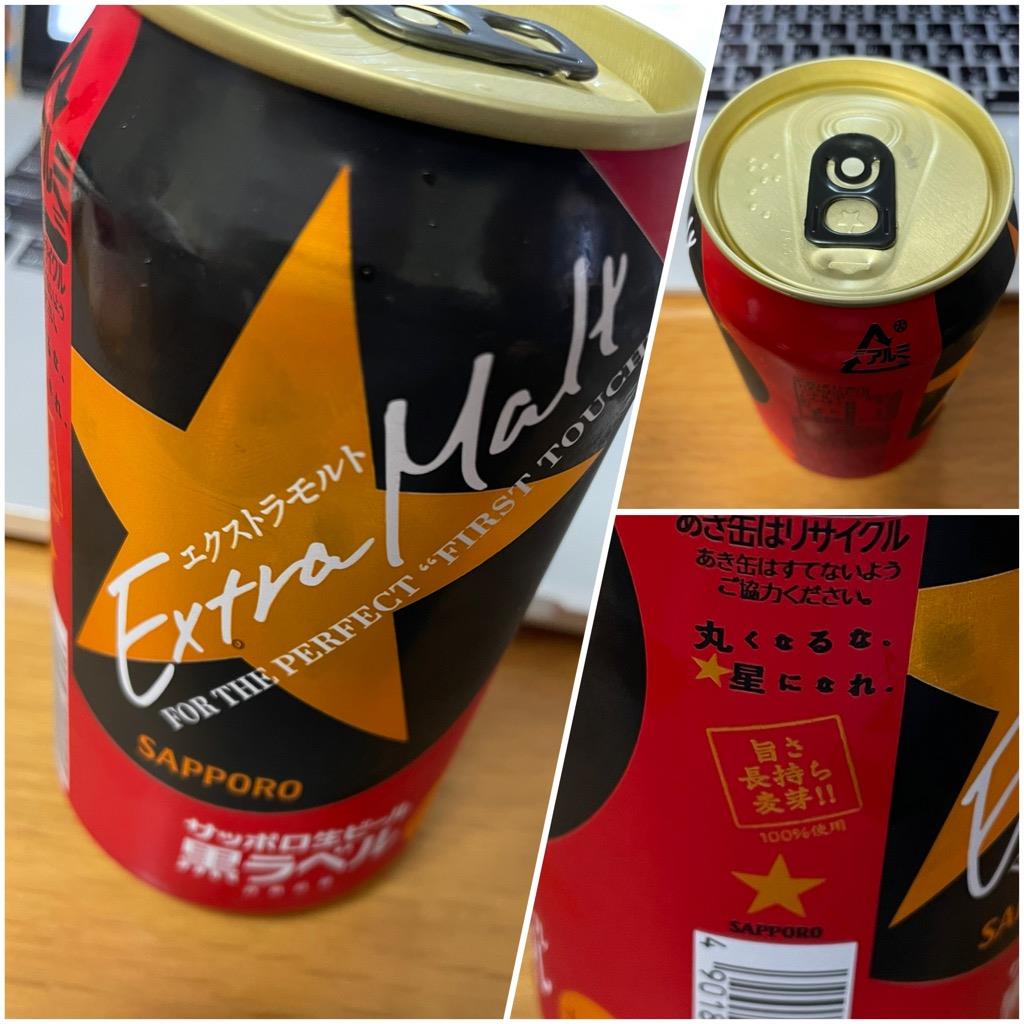 エクストラモルト
Extra Malt
FOR THE PERFECT “FIRST TOUCH
SAPPORO
サッポロ生ビール
黒ラベル
アルミ
あき缶はリサイクル
あき缶はすてないよう
ご協力ください。
丸くなるな、
★星になれ。
旨さ
長持ち
麦芽!!
100%使用
SAPPORO
4 9018